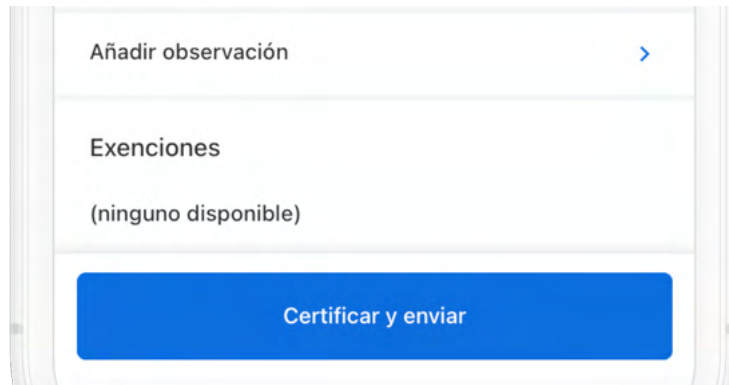 Añadir observación
Exenciones
(ninguno disponible)
Certificar y enviar